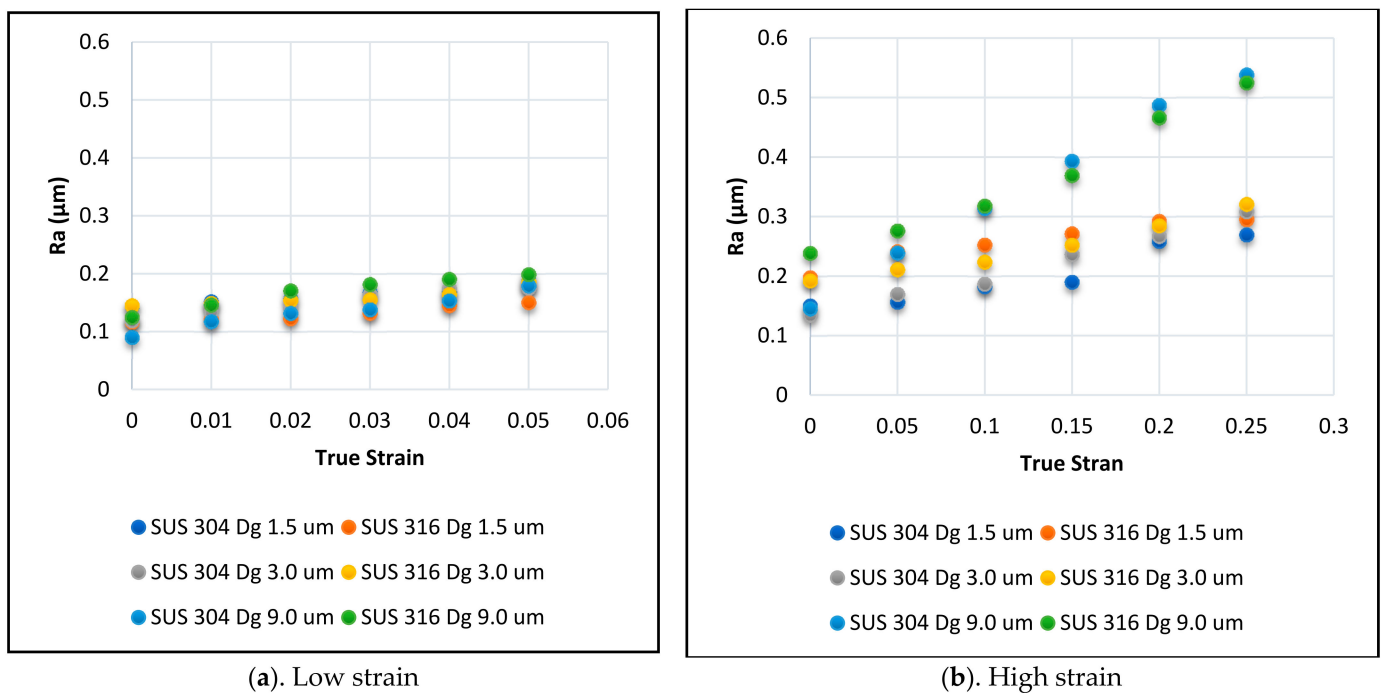 0.6
0.5
0.4
0.3
0.2
0.1
0
Ra (µm)
0 0.01 0.02 0.03 0.04 0.05 0.06
True Strain
SUS 304 Dg 1.5 um SUS 316 Dg 1.5 um
SUS 304 Dg 3.0 um SUS 316 Dg 3.0 um
SUS 304 Dg 9.0 um SUS 316 Dg 9.0 um
(a). Low strain
0.6
0.5
0.4
0.3
0.2
0.1
0
Ra (µm)
0 0.05 0.1 0.15 0.2 0.25 0.3
True Stran
SUS 304 Dg 1.5 um SUS 316 Dg 1.5 um
SUS 304 Dg 3.0 um SUS 316 Dg 3.0 um
SUS 304 Dg 9.0 um SUS 316 Dg 9.0 um
(b). High strain